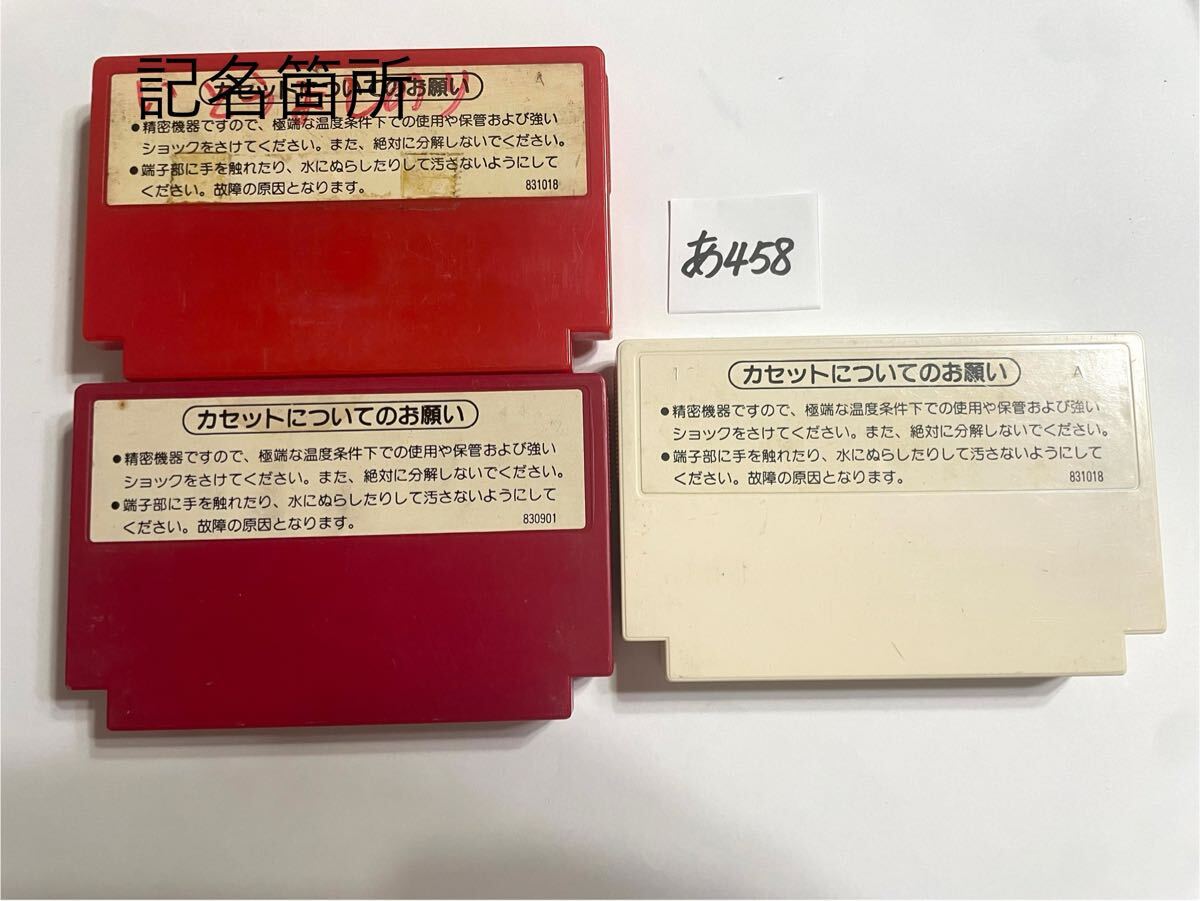 記名箇所
カセットについてのお願い
A
●精密機器ですので、極端な温度条件下での使用や保管および強い
ショックをさけてください。また、絶対に分解しないでください。
●端子部に手を触れたり、水にぬらしたりして汚さないようにして
ください。故障の原因となります。
831018
あ458
カセットについてのお願い
●精密機器ですので、極端な温度条件下での使用や保管および強い
ショックをさけてください。また、絶対に分解しないでください。
●端子部に手を触れたり、水にぬらしたりして汚さないようにして
ください。故障の原因となります。
830901
カセットについてのお願い
A
●精密機器ですので、極端な温度条件下での使用や保管および強い
ショックをさけてください。また、絶対に分解しないでください。
●端子部に手を触れたり、水にぬらしたりして汚さないようにして
ください。故障の原因となります。
831018